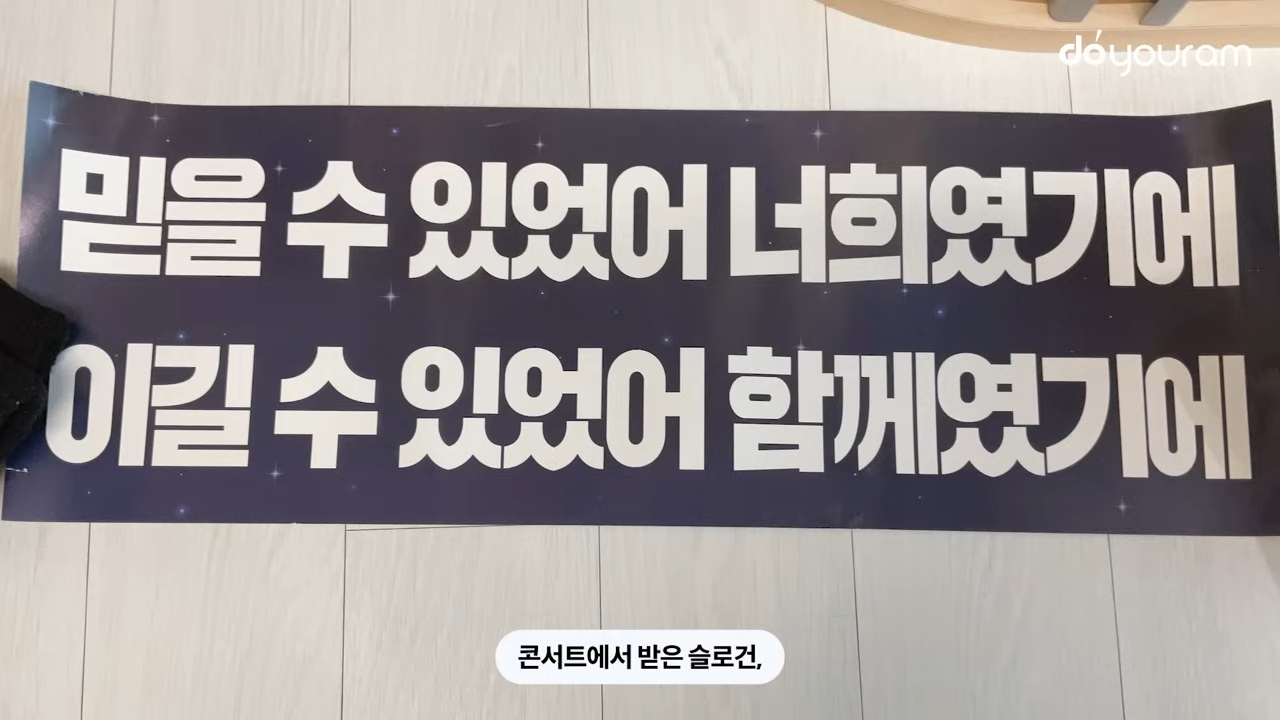 dóyouram
믿을 수 있었어 너희였기에
이길 수 있었어 함께였기에
콘서트에서 받은 슬로건,